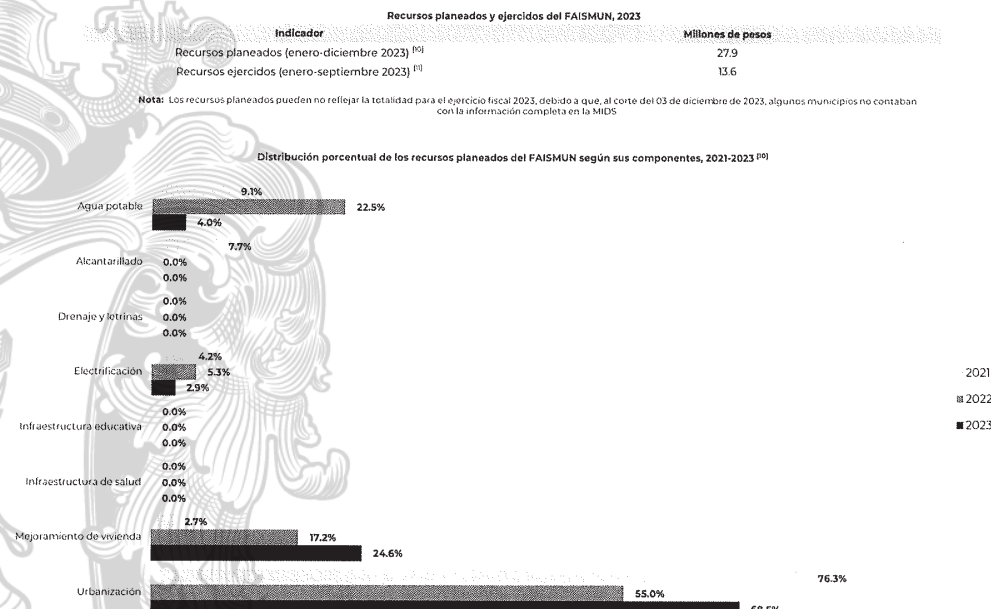 Recursos planeados y ejercidos del FAISMUN, 2023
Indicador Millones de pesos
Recursos planeados (enero-diciembre 2023) [10] 27.9
Recursos ejercidos (enero-septiembre 2023) [11] 13.6
Nota: Los recursos planeados pueden no reflejar la totalidad para el ejercicio fiscal 2023, debido a que, al corte del 03 de diciembre de 2023, algunos municipios no contaban
con la información completa en la MIDS
Distribución porcentual de los recursos planeados del FAISMUN según sus componentes, 2021-2023 [10]
9.1%
Agua potable 22.5%
4.0%
7.7%
Alcantarillado 0.0%
0.0%
0.0%
Drenaje y letrinas 0.0%
0.0%
4.2%
Electrificación 5.3%
2.9%
0.0%
Infraestructura educativa 0.0%
0.0%
0.0%
Infraestructura de salud 0.0%
0.0%
2.7%
Mejoramiento de vivienda 17.2%
24.6%
76.3%
Urbanización 55.0%
68.5%
2021
2022
2023